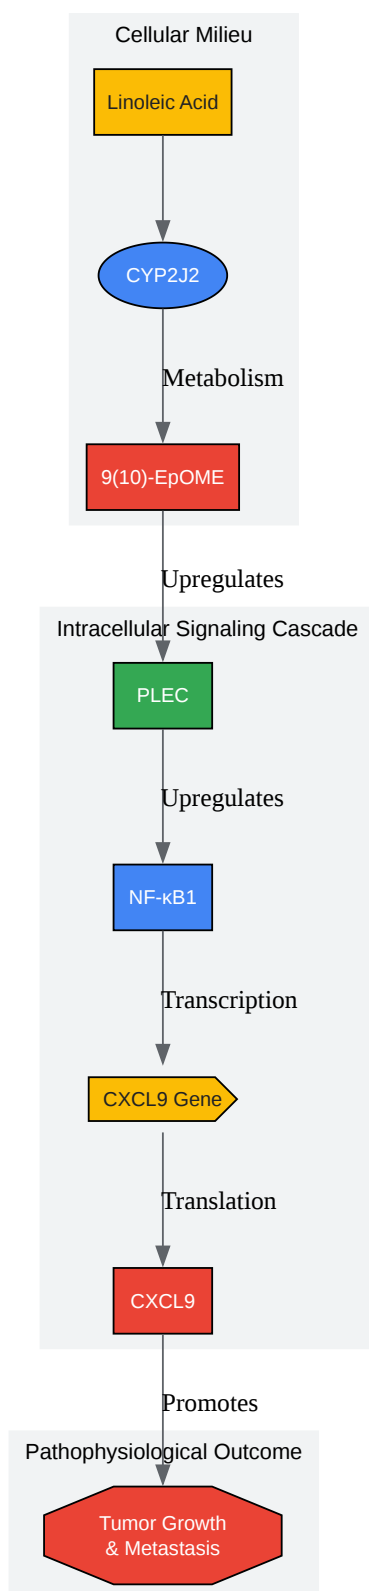 Cellular Milieu
Linoleic Acid
CYP2J2
Metabolism
9(10)-EpOME
Upregulates
Intracellular Signaling Cascade
PLEC
Upregulates
NF-κB1
Transcription
CXCL9 Gene
Translation
CXCL9
Promotes
Pathophysiological Outcome
Tumor Growth
& Metastasis